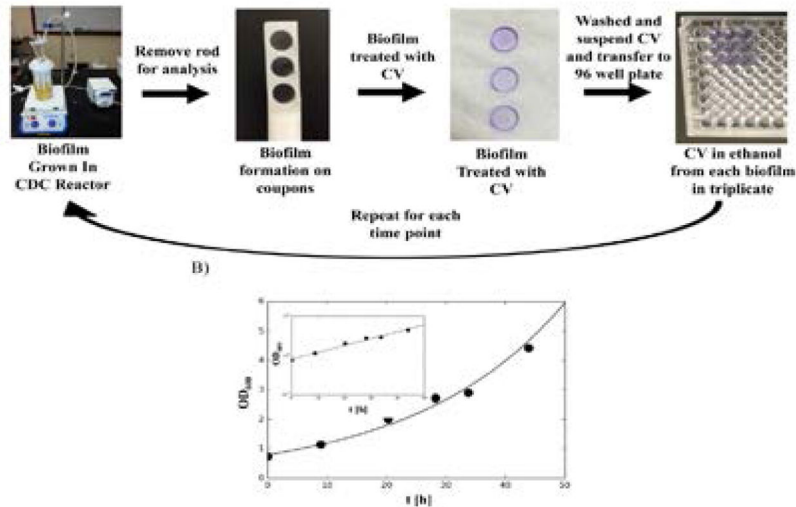 Remove rod
for analysis
Biofilm
treated with
CV
Washed and
suspend CV
and transfer to
96 well plate
Biofilm
Grown In
CDC Reactor
Biofilm
formation on
coupons
Biofilm
Treated with
CV
CV in ethanol
from each biofilm
in triplicate
Repeat for each
time point
B)
6
5
4
3
2
1
0
OD600
t [h]
0
10
20
30
40
50
t [h]